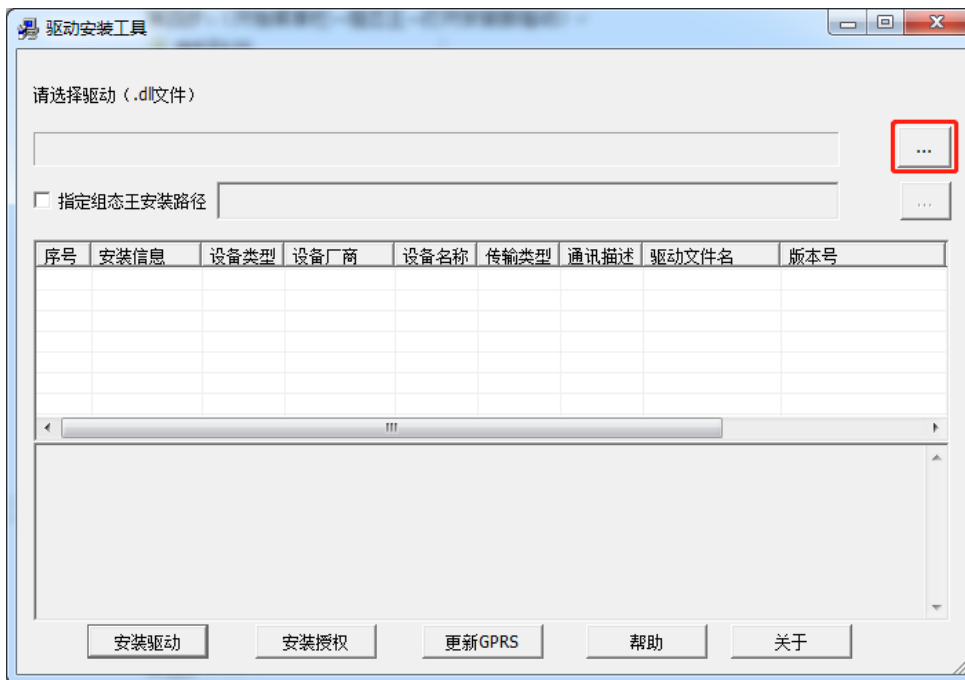 驱动安装工具
请选择驱动（.dll文件）
...
指定组态王安装路径
...
序号 安装信息 设备类型 设备厂商 设备名称 传输类型 通讯描述 驱动文件名 版本号
安装驱动 安装授权 更新GPRS 帮助 关于